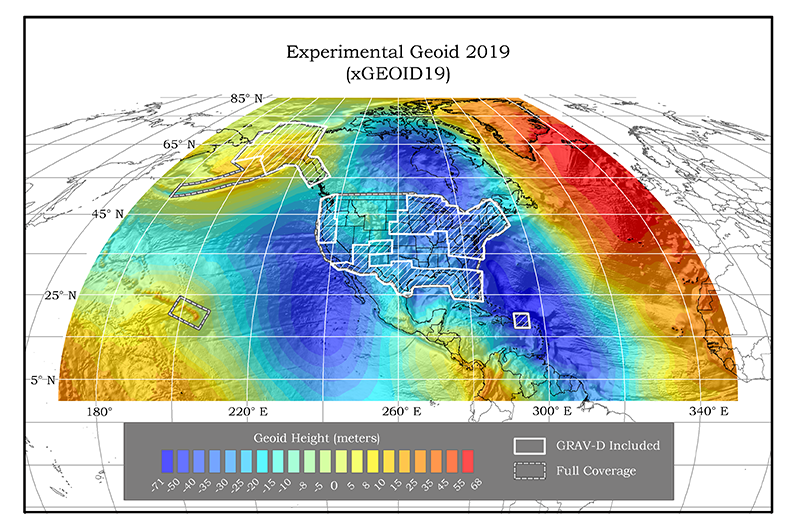 Experimental Geoid 2019
(xGEOID19)
85° N
65° N
45° N
25° N
5° N
180°
220° E
260° E
300° E
340° E
Geoid Height (meters)
-71 -50 -40 -35 -30 -25 -20 -15 -10 -8 -5 0 5 8 10 15 25 35 45 55 68
GRAV-D Included
Full Coverage